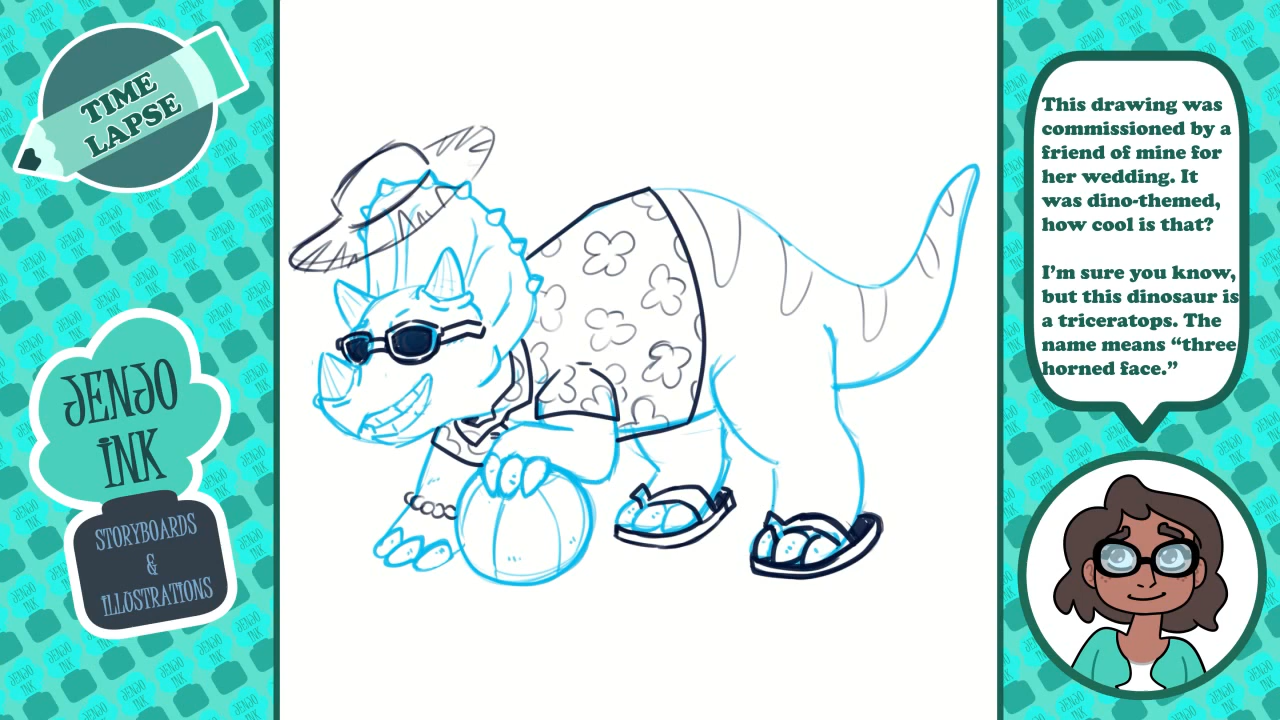 TIME
LAPSE
JENJO
INK
STORYBOARDS
&
ILLUSTRATIONS
This drawing was
commissioned by a
friend of mine for
her wedding. It
was dino-themed,
how cool is that?
I'm sure you know,
but this dinosaur is
a triceratops. The
name means “three
horned face.”